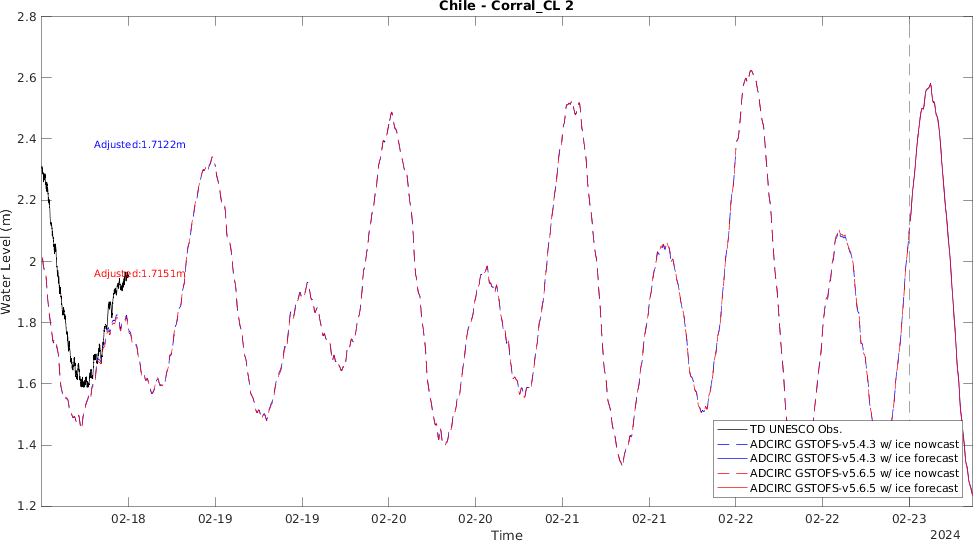 Chile - Corral_CL 2
2.8
2.6
2.4
2.2
2
1.8
1.6
1.4
1.2
Water Level (m)
Adjusted:1.7122m
Adjusted:1.7151m
TD UNESCO Obs.
ADCIRC GSTOFS-v5.4.3 w/ ice nowcast
ADCIRC GSTOFS-v5.4.3 w/ ice forecast
ADCIRC GSTOFS-v5.6.5 w/ ice nowcast
ADCIRC GSTOFS-v5.6.5 w/ ice forecast
02-18 02-19 02-19 02-20 02-20 02-21 02-21 02-22 02-22 02-23
Time
2024